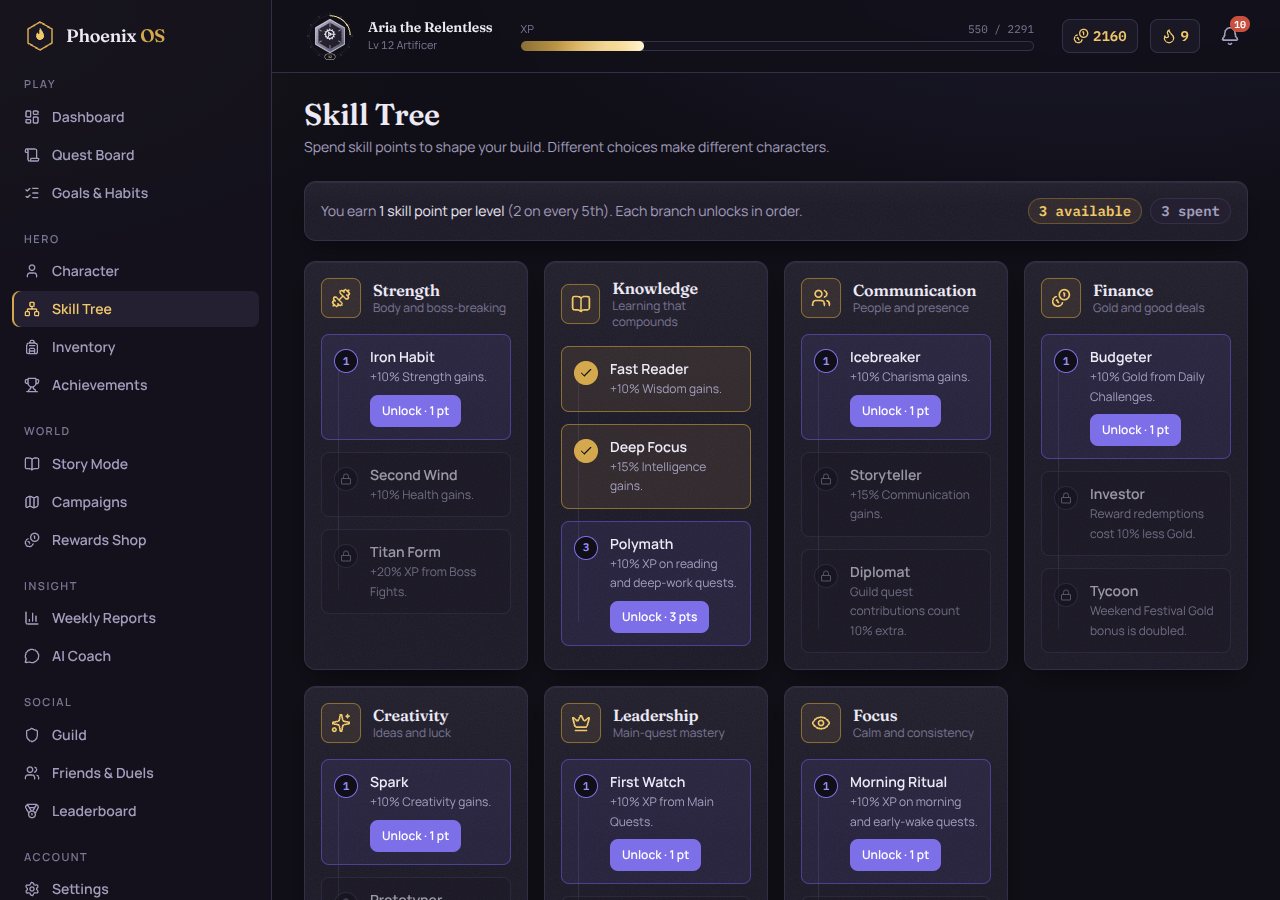 Phoenix OS
PLAY
Dashboard
Quest Board
Goals & Habits
HERO
Character
Skill Tree
Inventory
Achievements
WORLD
Story Mode
Campaigns
Rewards Shop
INSIGHT
Weekly Reports
AI Coach
SOCIAL
Guild
Friends & Duels
Leaderboard
ACCOUNT
Settings
Aria the Relentless
Lv 12 Artificer
XP
550 / 2291
2160
9
10
Skill Tree
Spend skill points to shape your build. Different choices make different characters.
You earn 1 skill point per level (2 on every 5th). Each branch unlocks in order.
3 available
3 spent
Strength
Body and boss-breaking
1
Iron Habit
+10% Strength gains.
Unlock · 1 pt
Second Wind
+10% Health gains.
Titan Form
+20% XP from Boss
Fights.
Knowledge
Learning that
compounds
Fast Reader
+10% Wisdom gains.
Deep Focus
+15% Intelligence
gains.
3
Polymath
+10% XP on reading
and deep-work quests.
Unlock · 3 pts
Communication
People and presence
1
Icebreaker
+10% Charisma gains.
Unlock · 1 pt
Storyteller
+15% Communication
gains.
Diplomat
Guild quest
contributions count
10% extra.
Finance
Gold and good deals
1
Budgeter
+10% Gold from Daily
Challenges.
Unlock · 1 pt
Investor
Reward redemptions
cost 10% less Gold.
Tycoon
Weekend Festival Gold
bonus is doubled.
Creativity
Ideas and luck
1
Spark
+10% Creativity gains.
Unlock · 1 pt
Prototyper
Leadership
Main-quest mastery
1
First Watch
+10% XP from Main
Quests.
Unlock · 1 pt
Focus
Calm and consistency
1
Morning Ritual
+10% XP on morning
and early-wake quests.
Unlock · 1 pt